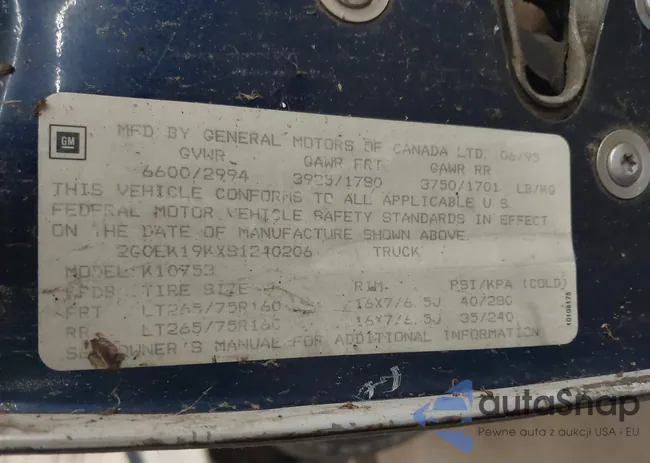 GM
MFD BY GENERAL MOTORS OF CANADA LTD. 06/95
GVWR GAWR FRT GAWR RR
6600/2994 3925/1780 3750/1701 LB/KG
THIS VEHICLE CONFORMS TO ALL APPLICABLE U.S.
FEDERAL MOTOR VEHICLE SAFETY STANDARDS IN EFFECT
ON THE DATE OF MANUFACTURE SHOWN ABOVE.
2GCEK19KXS1240206 TRUCK
MODEL: K10753
TIRE SIZE RIM PSI/KPA (COLD)
FRT LT265/75R16C 16X7/6.5J 40/280
RR LT265/75R16C 16X7/6.5J 35/240
OWNER'S MANUAL FOR ADDITIONAL INFORMATION
autaSnap
Pewne auta z aukcji USA i EU